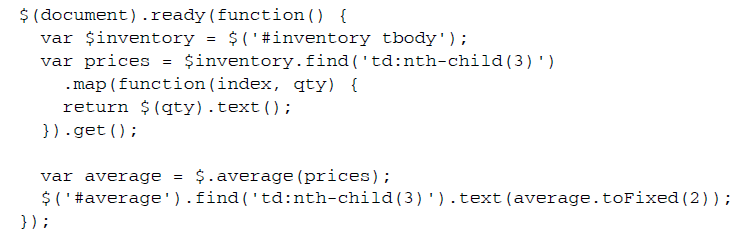 $(document).ready(function() {
  var $inventory = $('#inventory tbody');
  var prices = $inventory.find('td:nth-child(3)')
    .map(function(index, qty) {
    return $(qty).text();
  }).get();

  var average = $.average(prices);
  $('#average').find('td:nth-child(3)').text(average.toFixed(2));
});